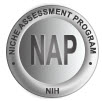 • NICHE ASSESSMENT PROGRAM •
NAP
NIH